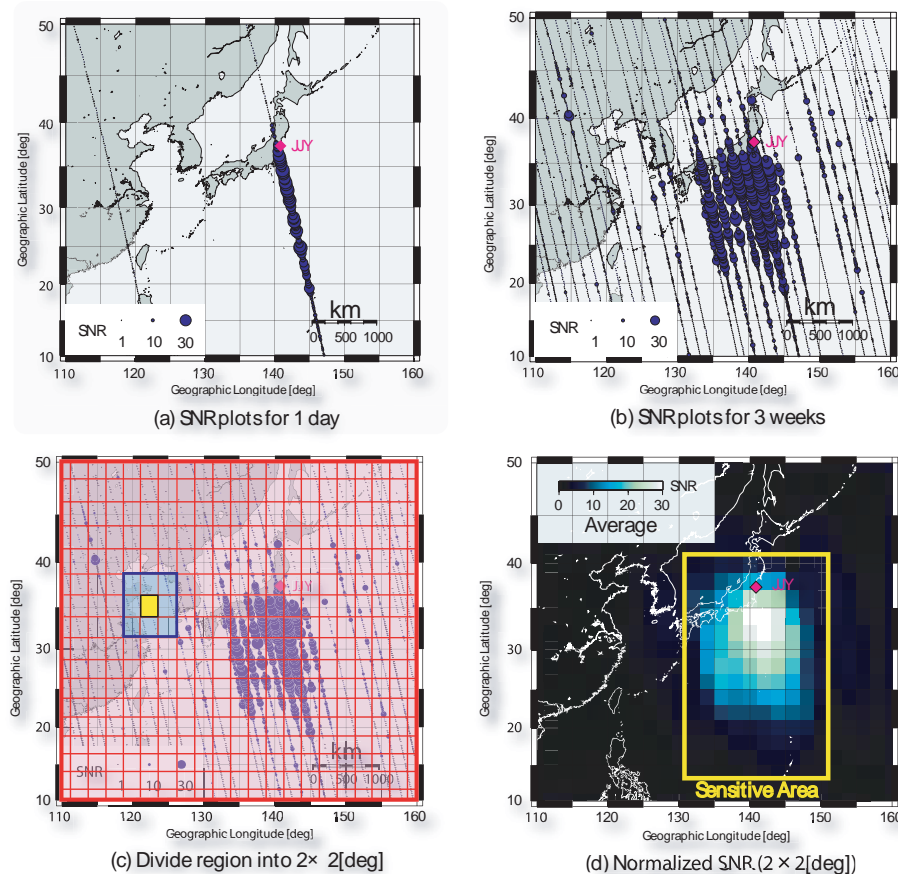 50
40
30
20
10
Geographic Latitude [deg]
JJY
SNR
1 10 30
km
0 500 1000
110 120 130 140 150 160
Geographic Longitude [deg]
(a) SNR plots for 1 day
50
40
30
20
10
Geographic Latitude [deg]
JJY
SNR
1 10 30
km
0 500 1000
110 120 130 140 150 160
Geographic Longitude [deg]
(b) SNR plots for 3 weeks
50
40
30
20
10
Geographic Latitude [deg]
JJY
SNR
1 10 30
km
0 500 1000
110 120 130 140 150 160
Geographic Longitude [deg]
(c) Divide region into 2× 2[deg]
50
40
30
20
10
Geographic Latitude [deg]
SNR
0 10 20 30
Average
JJY
Sensitive Area
110 120 130 140 150 160
Geographic Longitude [deg]
(d) Normalized SNR.(2 × 2[deg])